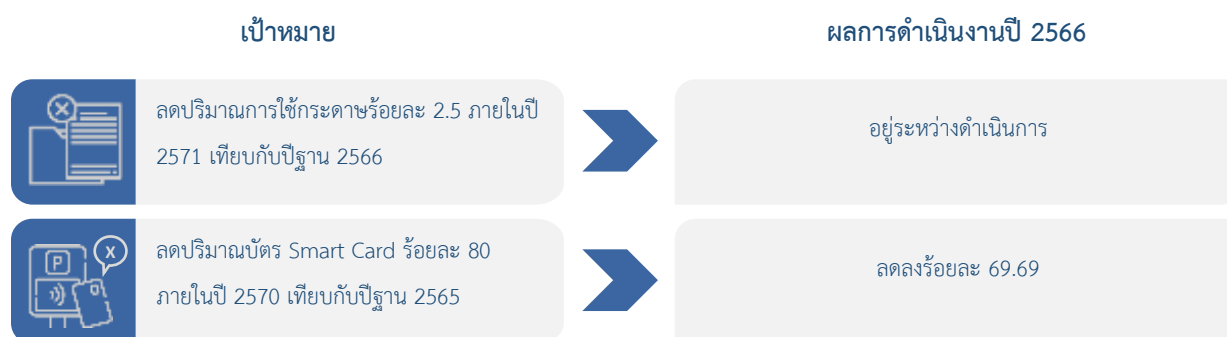 เป้าหมาย
ผลการดำเนินงานปี 2566
ลดปริมาณการใช้กระดาษร้อยละ 2.5 ภายในปี
2571 เทียบกับปีฐาน 2566
อยู่ระหว่างดำเนินการ
P
X
ลดปริมาณบัตร Smart Card ร้อยละ 80
ภายในปี 2570 เทียบกับปีฐาน 2565
ลดลงร้อยละ 69.69